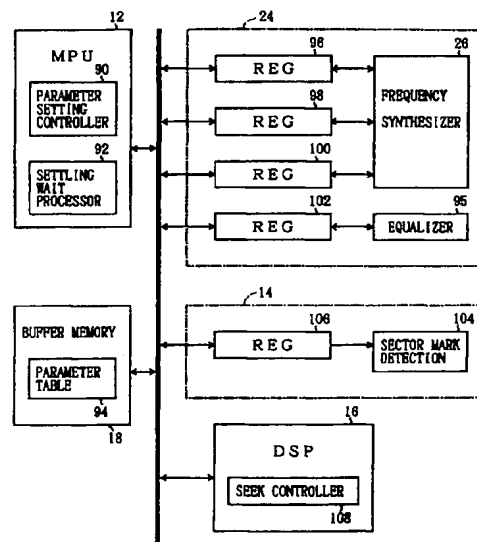 12
MPU
90
PARAMETER
SETTING
CONTROLLER
92
SETTLING
WAIT
PROCESSOR
BUFFER MEMORY
PARAMETER
TABLE
94
18
24
96
REG
98
REG
100
REG
102
REG
26
FREQUENCY
SYNTHESIZER
95
EQUALIZER
14
106
REG
104
SECTOR MARK
DETECTION
16
DSP
SEEK CONTROLLER
108